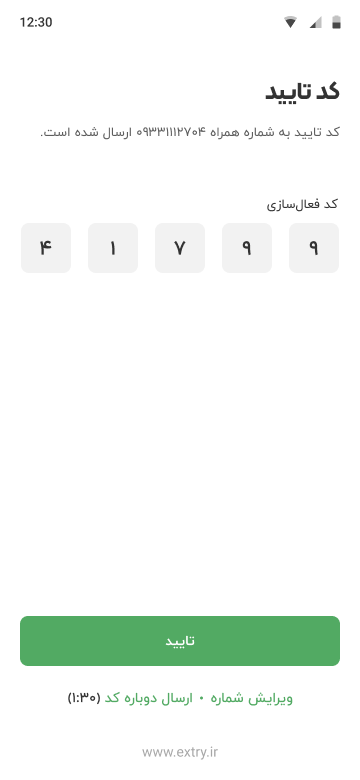 12:30
کد تایید
کد تایید به شماره همراه ۰۹۳۳۱۱۱۲۷۰۴ ارسال شده است.
کد فعال‌سازی
۴ ۱ ۷ ۹ ۹
تایید
ویرایش شماره • ارسال دوباره کد (۱:۳۰)
www.extry.ir